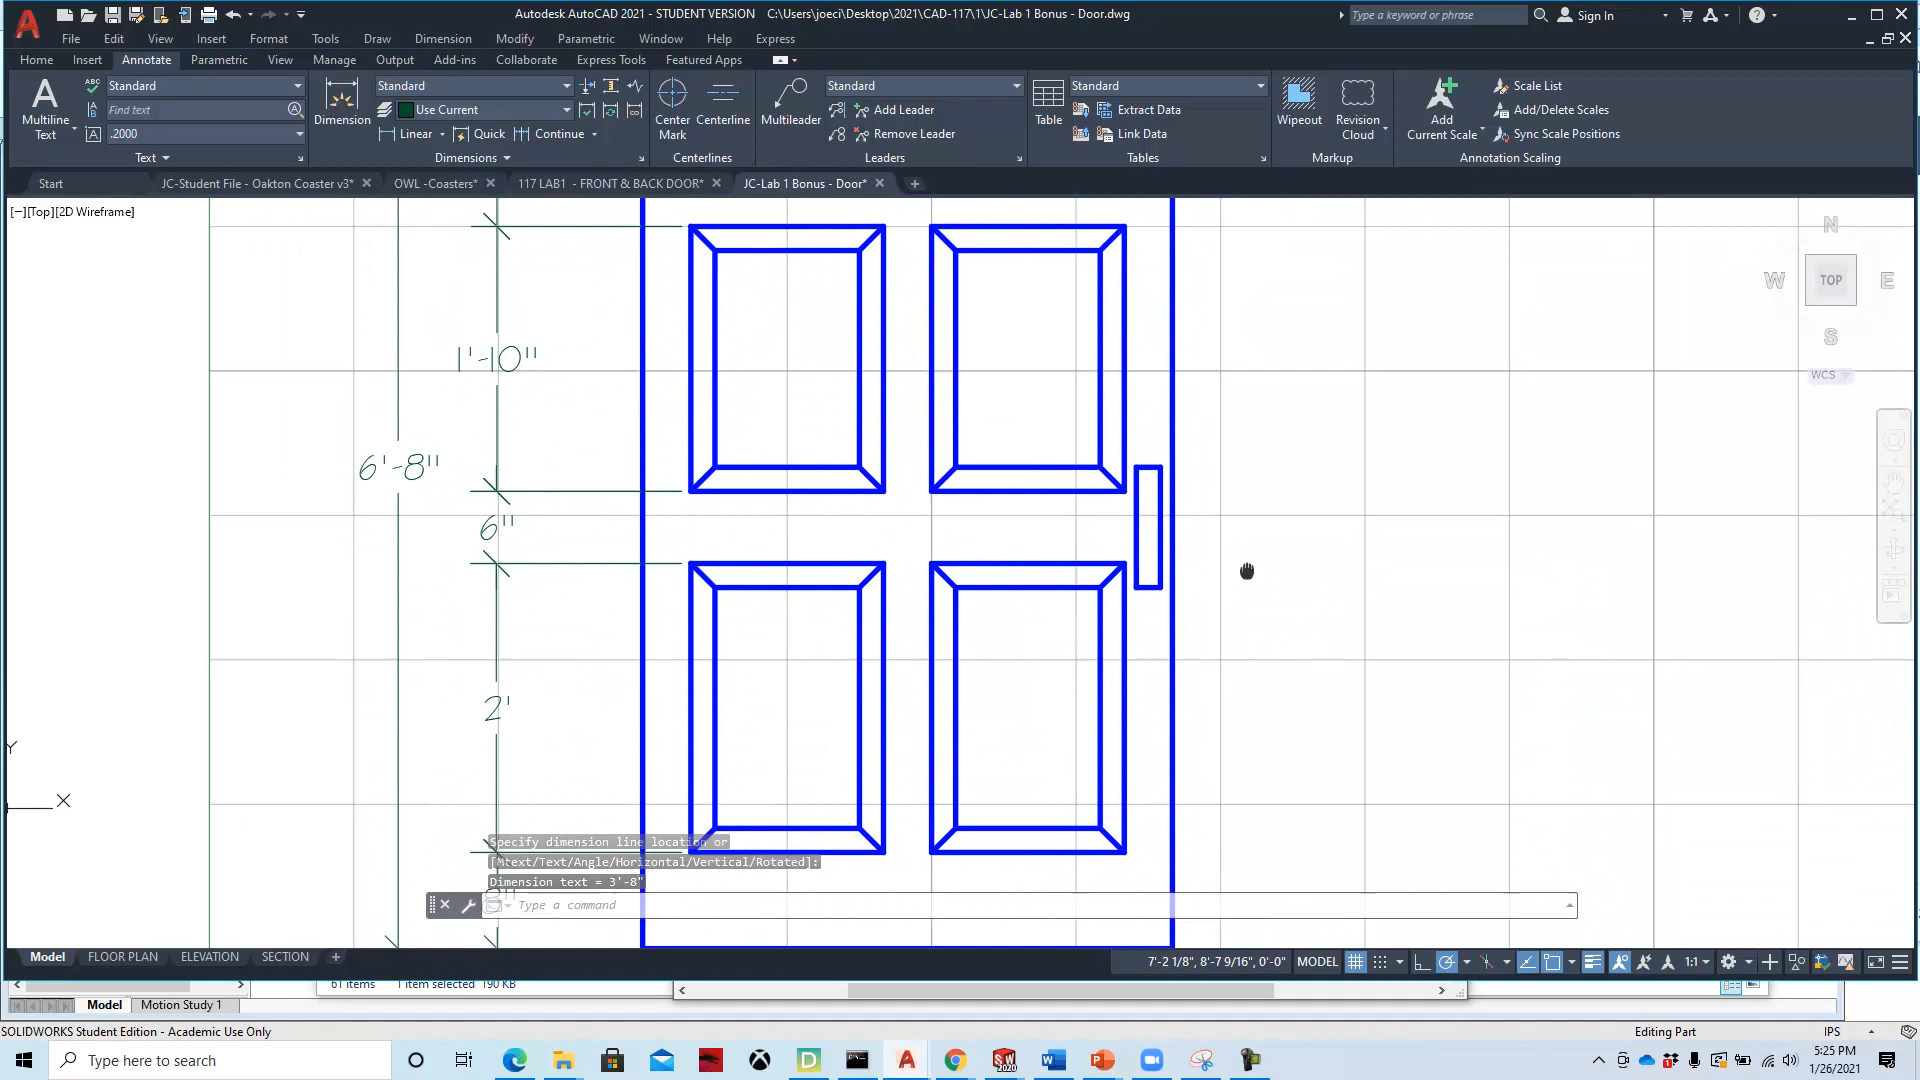 Autodesk AutoCAD 2021 - STUDENT VERSION C:\Users\joeci\Desktop\2021\CAD-117\1\JC-Lab 1 Bonus - Door.dwg
Type a keyword or phrase
Sign In
File Edit View Insert Format Tools Draw Dimension Modify Parametric Window Help Express
Home Insert Annotate Parametric View Manage Output Add-ins Collaborate Express Tools Featured Apps
Multiline Text
ABC
Standard
Find text
.2000
Text
Dimension
Standard
Use Current
Linear Quick Continue
Dimensions
Center Mark
Centerline
Centerlines
Multileader
Standard
Add Leader
Remove Leader
Leaders
Table
Standard
Extract Data
Link Data
Tables
Wipeout
Revision Cloud
Markup
Add Current Scale
Scale List
Add/Delete Scales
Sync Scale Positions
Annotation Scaling
Start JC-Student File - Oakton Coaster v3* OWL -Coasters* 117 LAB1 - FRONT & BACK DOOR* JC-Lab 1 Bonus - Door*
[−][Top][2D Wireframe]
N
W TOP E
S
WCS
1'-10"
6'-8"
6"
2'
8"
Y
X
Specify dimension line location or
[Mtext/Text/Angle/Horizontal/Vertical/Rotated]:
Dimension text = 3'-8"
Type a command
Model FLOOR PLAN ELEVATION SECTION
7'-2 1/8", 8'-7 9/16", 0'-0" MODEL 1:1
61 items 1 item selected 190 KB
Model Motion Study 1
SOLIDWORKS Student Edition - Academic Use Only
Editing Part IPS
Type here to search
5:25 PM
1/26/2021